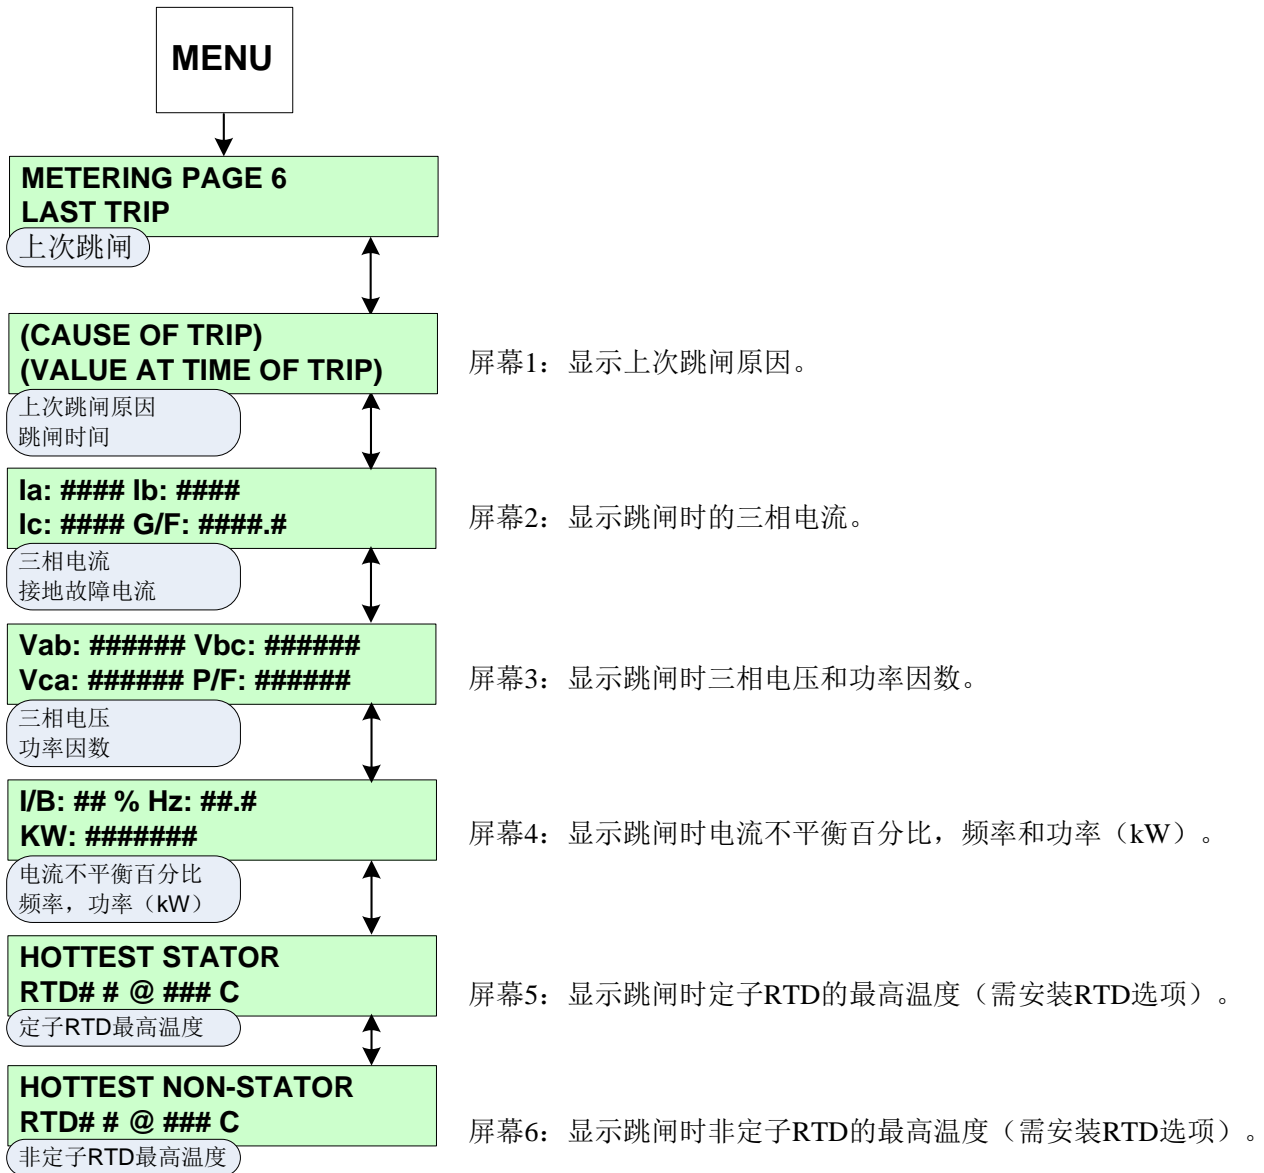 MENU
METERING PAGE 6
LAST TRIP
上次跳闸
(CAUSE OF TRIP)
(VALUE AT TIME OF TRIP)
屏幕1：显示上次跳闸原因。
上次跳闸原因
跳闸时间
Ia: #### Ib: ####
Ic: #### G/F: ####.#
屏幕2：显示跳闸时的三相电流。
三相电流
接地故障电流
Vab: ###### Vbc: ######
Vca: ###### P/F: ######
屏幕3：显示跳闸时三相电压和功率因数。
三相电压
功率因数
I/B: ## % Hz: ##.#
KW: #######
屏幕4：显示跳闸时电流不平衡百分比，频率和功率（kW）。
电流不平衡百分比
频率，功率（kW）
HOTTEST STATOR
RTD# # @ ### C
屏幕5：显示跳闸时定子RTD的最高温度（需安装RTD选项）。
定子RTD最高温度
HOTTEST NON-STATOR
RTD# # @ ### C
屏幕6：显示跳闸时非定子RTD的最高温度（需安装RTD选项）。
非定子RTD最高温度